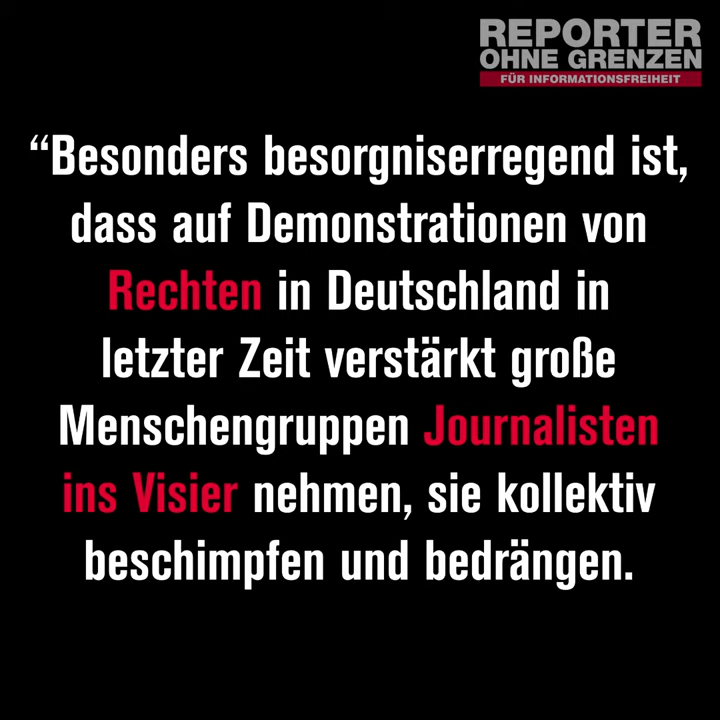 REPORTER
OHNE GRENZEN
FÜR INFORMATIONSFREIHEIT
“Besonders besorgniserregend ist,
dass auf Demonstrationen von
Rechten in Deutschland in
letzter Zeit verstärkt große
Menschengruppen Journalisten
ins Visier nehmen, sie kollektiv
beschimpfen und bedrängen.